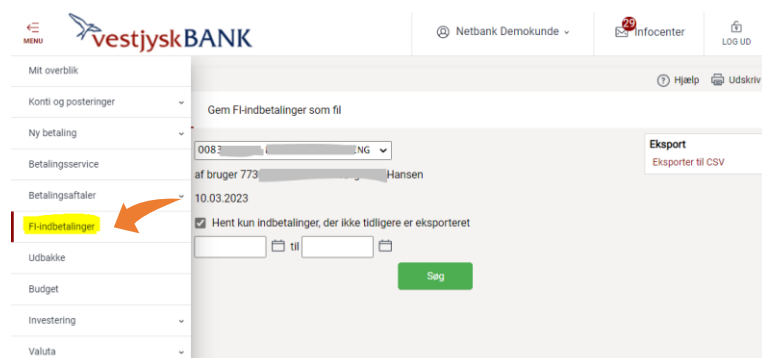 MENU
vestjyskBANK
Netbank Demokunde
29
Infocenter
LOG UD
Mit overblik
Konti og posteringer
Ny betaling
Betalingsservice
Betalingsaftaler
FI-indbetalinger
Udbakke
Budget
Investering
Valuta
Hjælp
Udskriv
Gem FI-indbetalinger som fil
0083 NG
af bruger 773 Hansen
10.03.2023
Hent kun indbetalinger, der ikke tidligere er eksporteret
til
Søg
Eksport
Eksporter til CSV